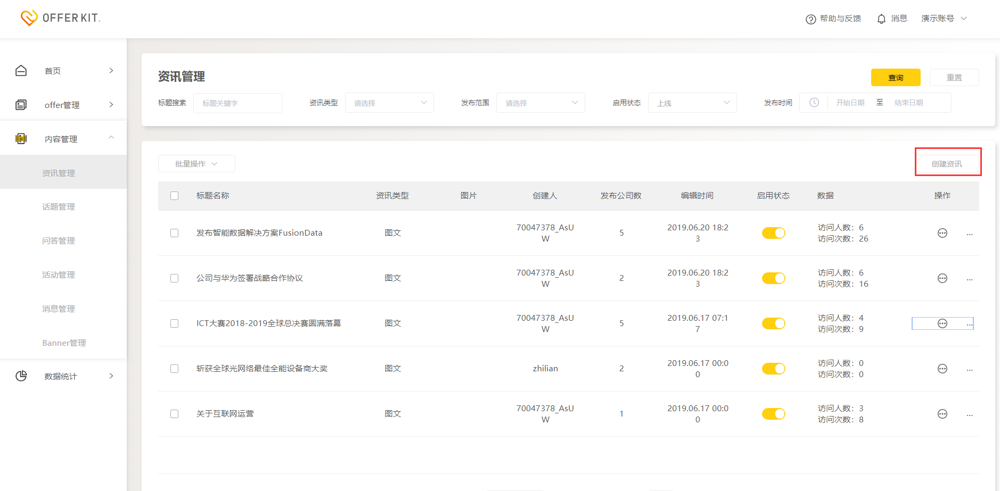 OFFER KIT.
帮助与反馈
消息
演示账号
首页
offer管理
内容管理
资讯管理
话题管理
问答管理
活动管理
消息管理
Banner管理
数据统计
资讯管理
查询
重置
标题搜索
标题关键字
资讯类型
请选择
发布范围
请选择
启用状态
上线
发布时间
开始日期
至
结束日期
批量操作
创建资讯
标题名称
资讯类型
图片
创建人
发布公司数
编辑时间
启用状态
数据
操作
发布智能数据解决方案FusionData
图文
70047378_AsU
W
5
2019.06.20 18:2
3
访问人数：6
访问次数：26
...
公司与华为签署战略合作协议
图文
70047378_AsU
W
2
2019.06.20 18:2
3
访问人数：6
访问次数：16
...
ICT大赛2018-2019全球总决赛圆满落幕
图文
70047378_AsU
W
5
2019.06.17 07:1
7
访问人数：4
访问次数：9
...
斩获全球光网络最佳全能设备商大奖
图文
zhilian
2
2019.06.17 00:0
0
访问人数：0
访问次数：0
...
关于互联网运营
图文
70047378_AsU
W
1
2019.06.17 00:0
0
访问人数：3
访问次数：8
...